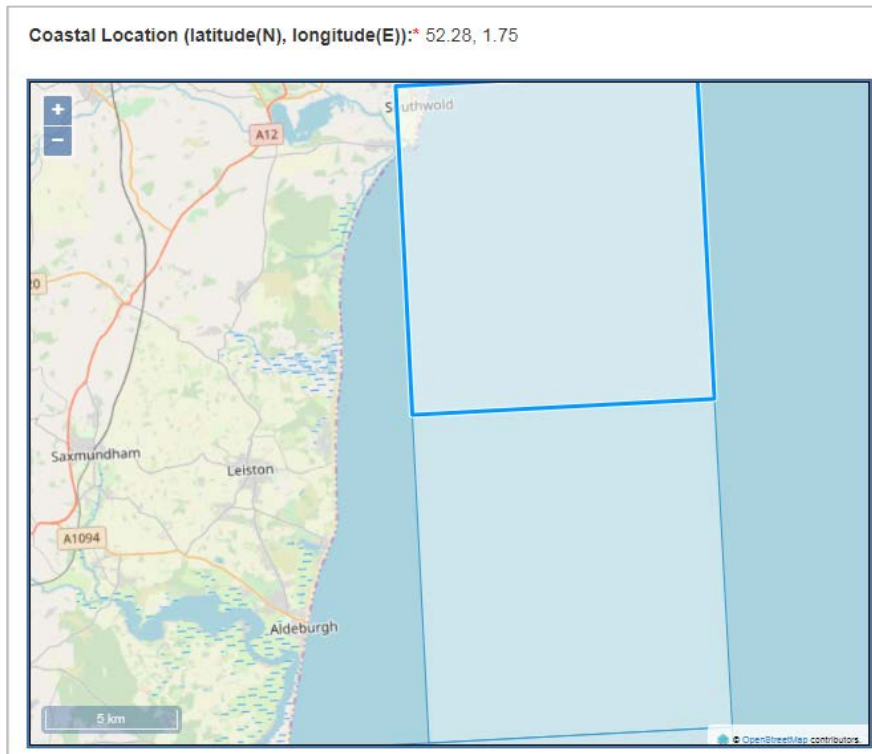 Coastal Location (latitude(N), longitude(E)):* 52.28, 1.75
+
−
Southwold
A12
20
Saxmundham
Leiston
A1094
Aldeburgh
5 km
© OpenStreetMap contributors.